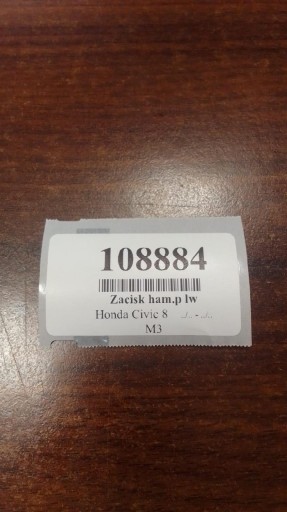 108884
Zacisk ham.p lw
Honda Civic 8 ../.. - ../..
M3